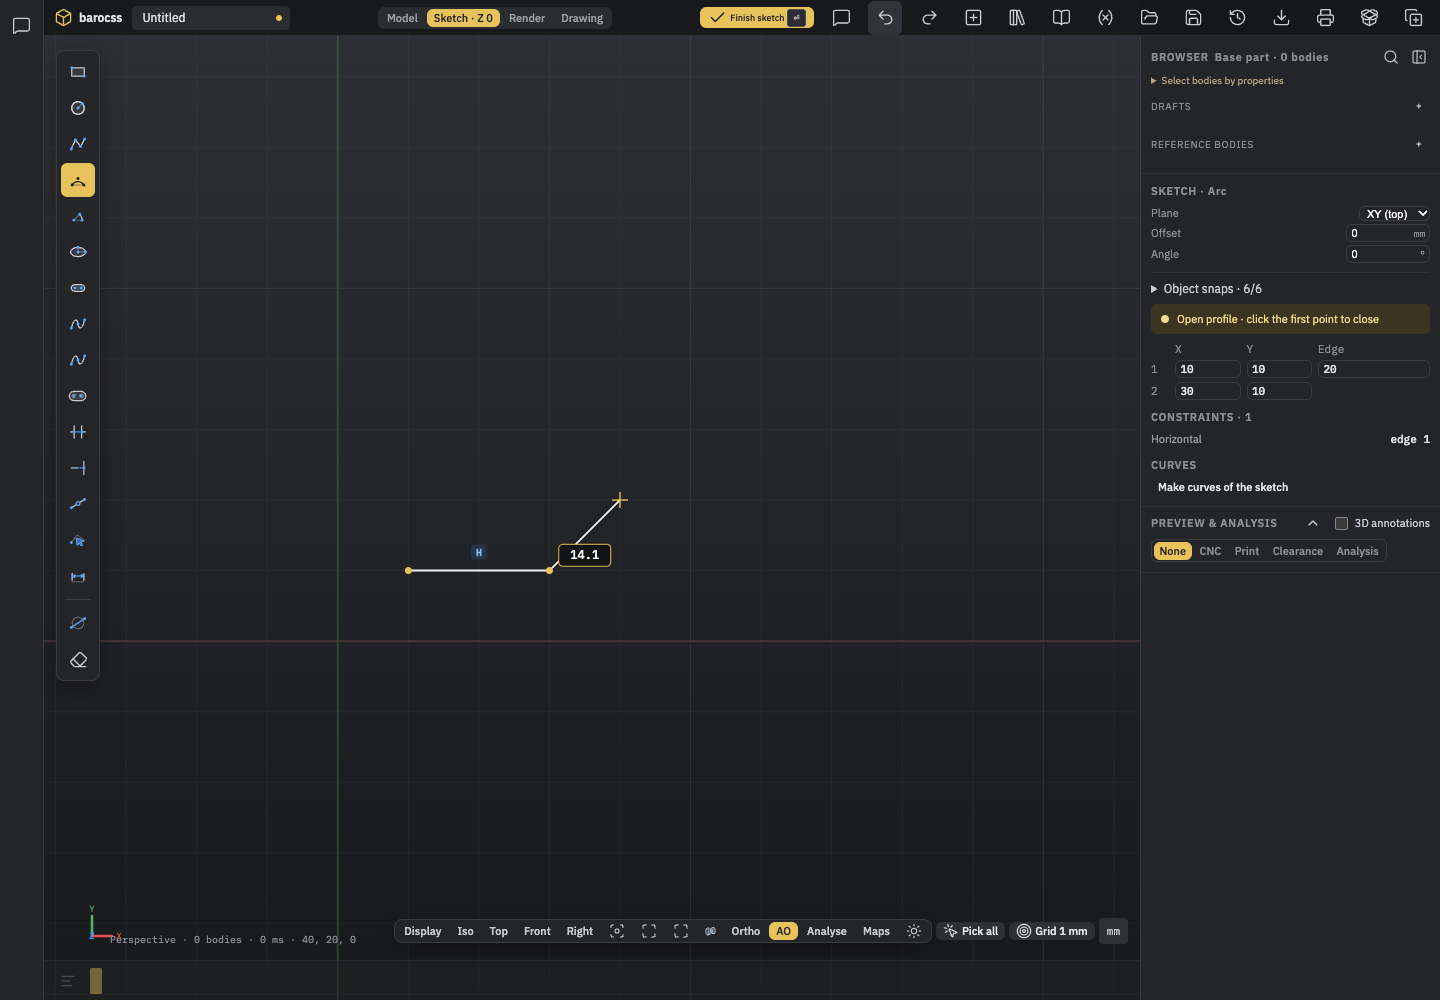 barocss
Untitled
Model
Sketch · Z 0
Render
Drawing
Finish sketch
BROWSER Base part · 0 bodies
Select bodies by properties
DRAFTS +
REFERENCE BODIES +
SKETCH · Arc
Plane XY (top)
Offset 0 mm
Angle 0 °
Object snaps · 6/6
Open profile · click the first point to close
X Y Edge
1 10 10 20
2 30 10
CONSTRAINTS · 1
Horizontal edge 1
CURVES
Make curves of the sketch
PREVIEW & ANALYSIS 3D annotations
None CNC Print Clearance Analysis
H
14.1
Y
X
Z
Perspective · 0 bodies · 0 ms · 40, 20, 0
Display Iso Top Front Right Ortho AO Analyse Maps
Pick all
Grid 1 mm
mm